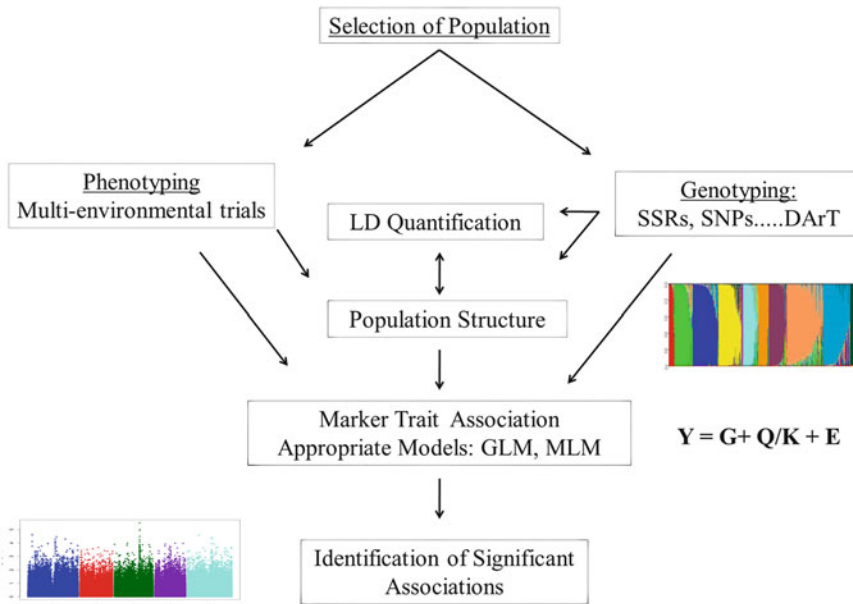 Selection of Population
Phenotyping
Multi-environmental trials
Genotyping:
SSRs, SNPs.....DArT
LD Quantification
Population Structure
Marker Trait Association
Appropriate Models: GLM, MLM
Y = G+ Q/K + E
Identification of Significant
Associations